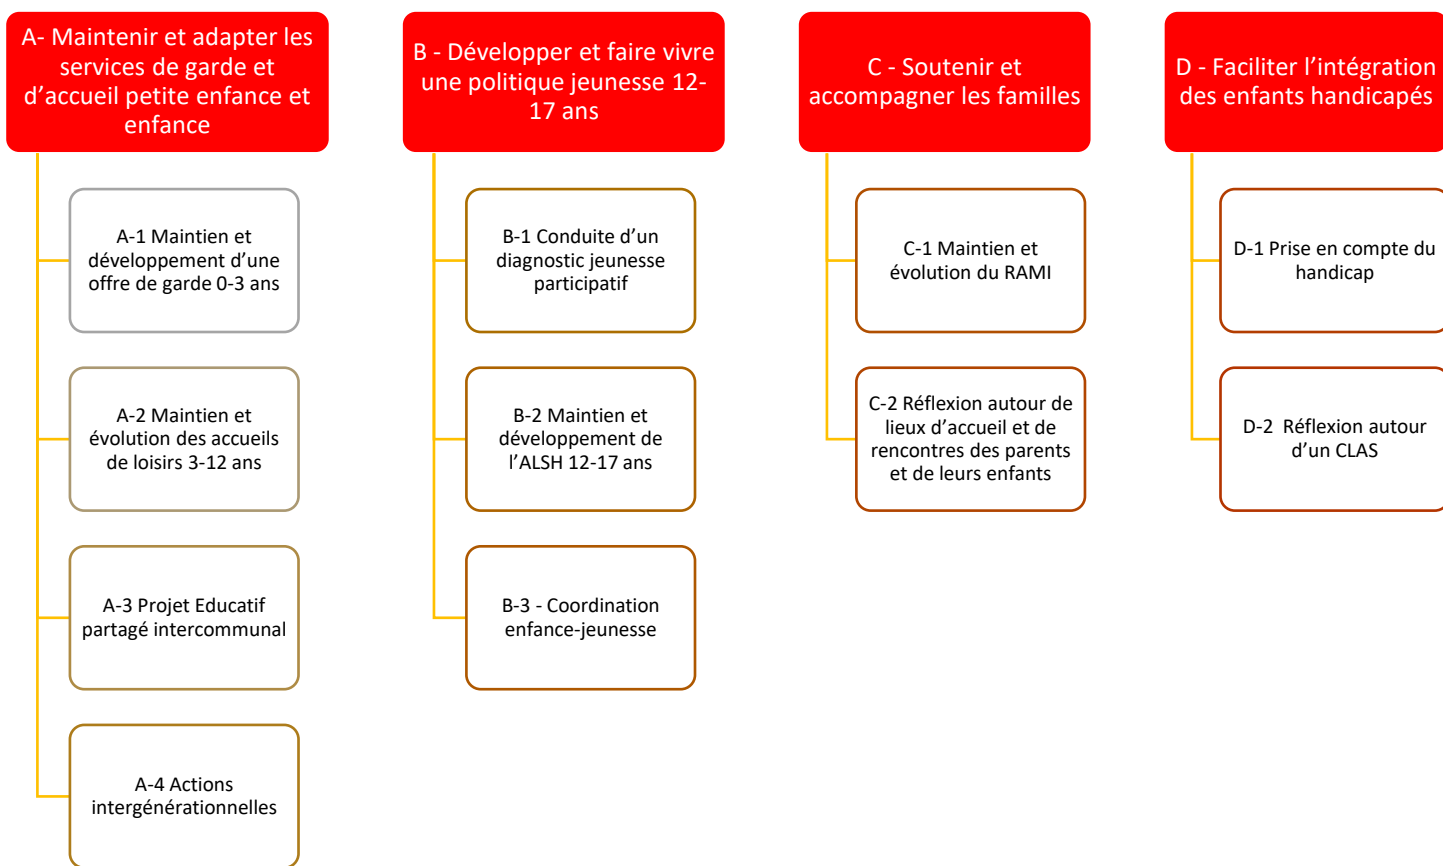 A- Maintenir et adapter les
services de garde et
d’accueil petite enfance et
enfance
A-1 Maintien et
développement d’une
offre de garde 0-3 ans
A-2 Maintien et
évolution des accueils
de loisirs 3-12 ans
A-3 Projet Educatif
partagé intercommunal
A-4 Actions
intergénérationnelles
B - Développer et faire vivre
une politique jeunesse 12-
17 ans
B-1 Conduite d’un
diagnostic jeunesse
participatif
B-2 Maintien et
développement de
l’ALSH 12-17 ans
B-3 - Coordination
enfance-jeunesse
C - Soutenir et
accompagner les familles
C-1 Maintien et
évolution du RAMI
C-2 Réflexion autour de
lieux d’accueil et de
rencontres des parents
et de leurs enfants
D - Faciliter l’intégration
des enfants handicapés
D-1 Prise en compte du
handicap
D-2 Réflexion autour
d’un CLAS